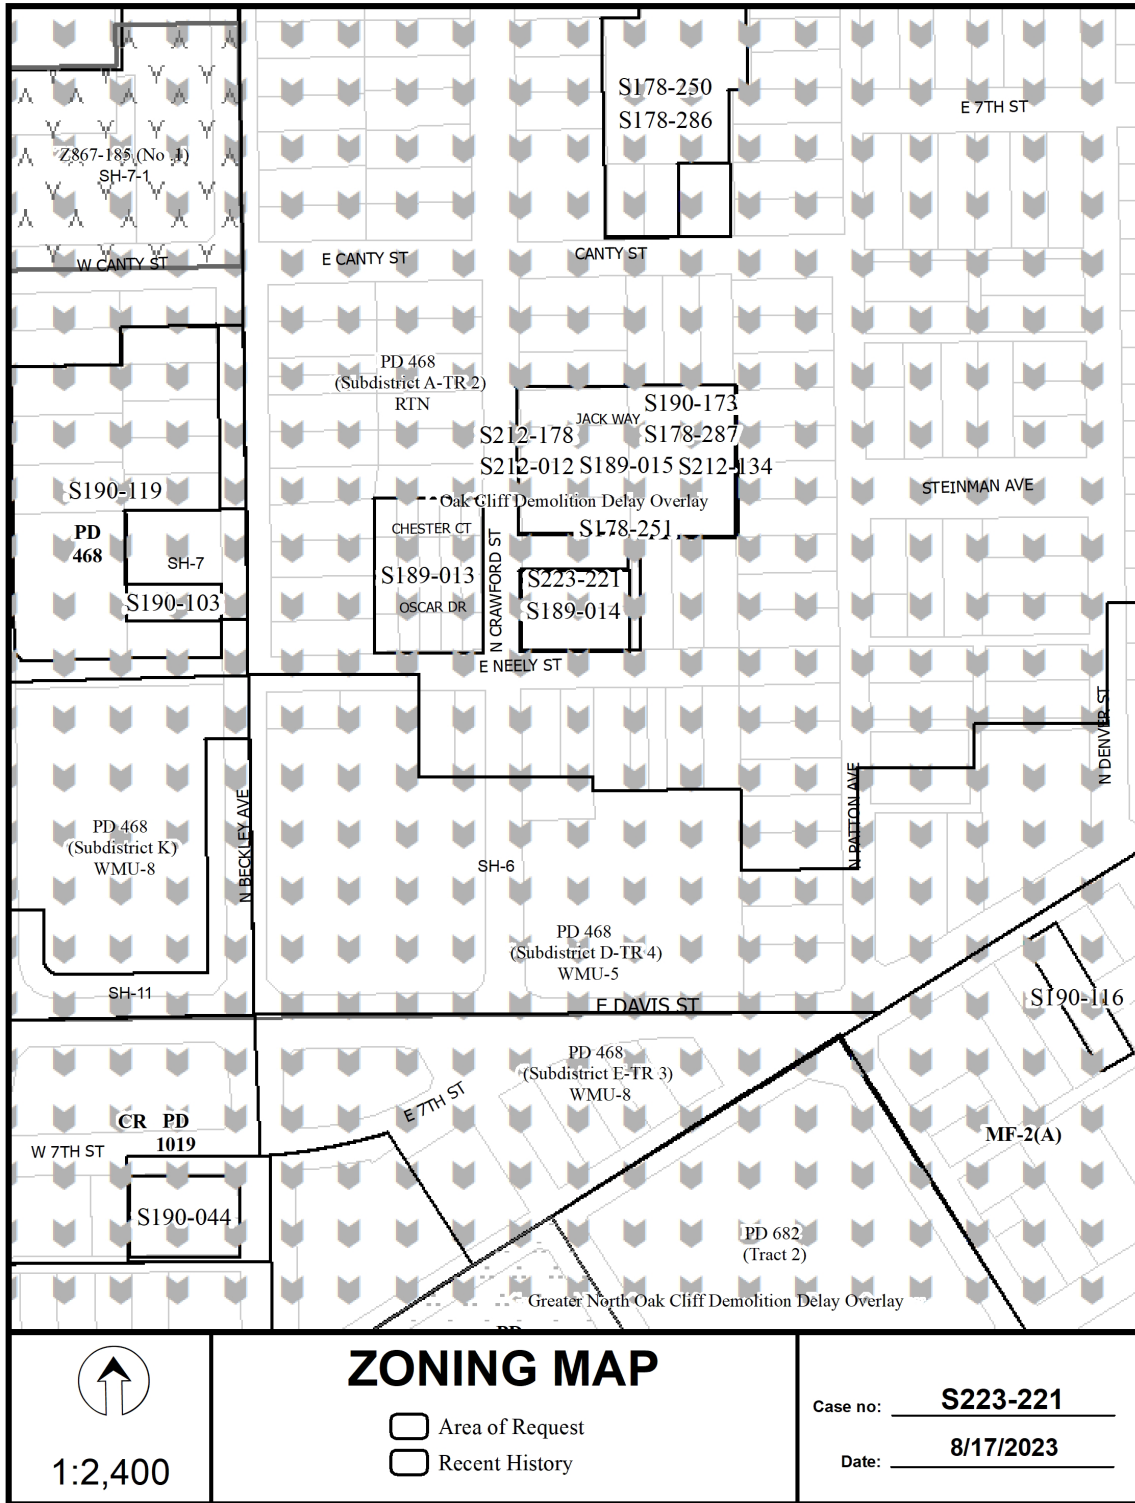 S178-250
S178-286
E 7TH ST
Z867-185 (No .1)
SH-7-1
W CANTY ST
E CANTY ST
CANTY ST
PD 468
(Subdistrict A-TR 2)
RTN
S190-173
JACK WAY
S212-178
S178-287
S212-012
S189-015
S212-134
S190-119
STEINMAN AVE
Oak Cliff Demolition Delay Overlay
CHESTER CT
S178-251
PD
468
SH-7
S189-013
S223-221
S190-103
OSCAR DR
S189-014
N CRAWFORD ST
E NEELY ST
N DENVER ST
N PATTON AVE
N BECKLEY AVE
PD 468
(Subdistrict K)
WMU-8
SH-6
PD 468
(Subdistrict D-TR 4)
WMU-5
SH-11
S190-116
E DAVIS ST
PD 468
(Subdistrict E-TR 3)
WMU-8
E 7TH ST
CR PD
1019
MF-2(A)
W 7TH ST
S190-044
PD 682
(Tract 2)
Greater North Oak Cliff Demolition Delay Overlay
PD
1:2,400
ZONING MAP
Area of Request
Recent History
Case no: S223-221
Date: 8/17/2023